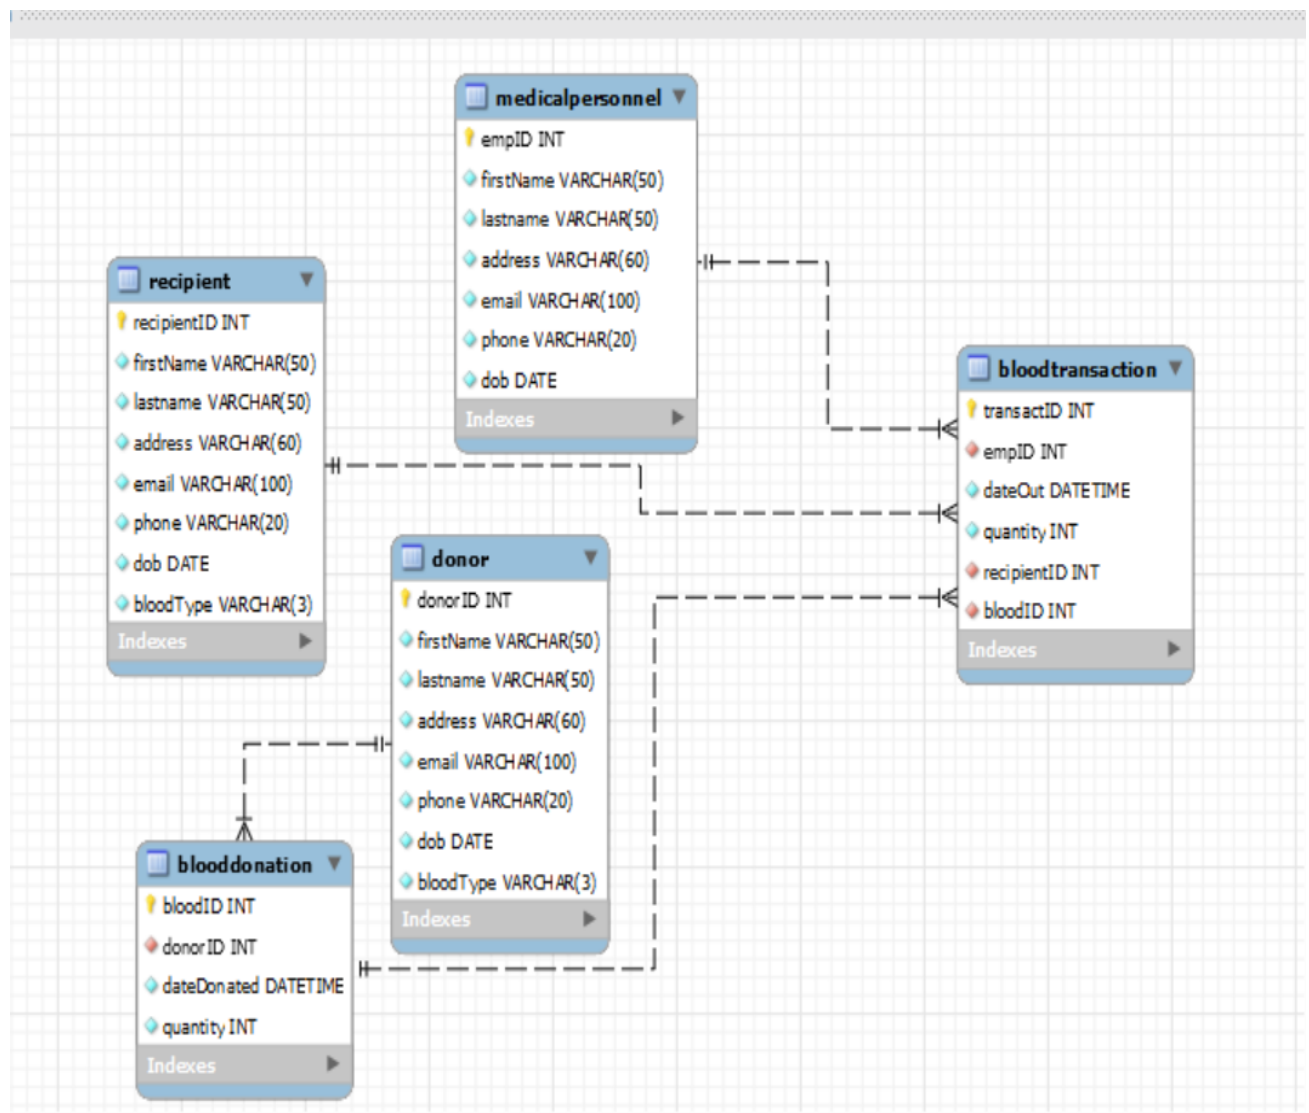 medicalpersonnel
empID INT
firstName VARCHAR(50)
lastname VARCHAR(50)
address VARCHAR(60)
email VARCHAR(100)
phone VARCHAR(20)
dob DATE
Indexes
recipient
recipientID INT
firstName VARCHAR(50)
lastname VARCHAR(50)
address VARCHAR(60)
email VARCHAR(100)
phone VARCHAR(20)
dob DATE
bloodType VARCHAR(3)
Indexes
bloodtransaction
transactID INT
empID INT
dateOut DATETIME
quantity INT
recipientID INT
bloodID INT
Indexes
donor
donorID INT
firstName VARCHAR(50)
lastname VARCHAR(50)
address VARCHAR(60)
email VARCHAR(100)
phone VARCHAR(20)
dob DATE
bloodType VARCHAR(3)
Indexes
blooddonation
bloodID INT
donorID INT
dateDonated DATETIME
quantity INT
Indexes